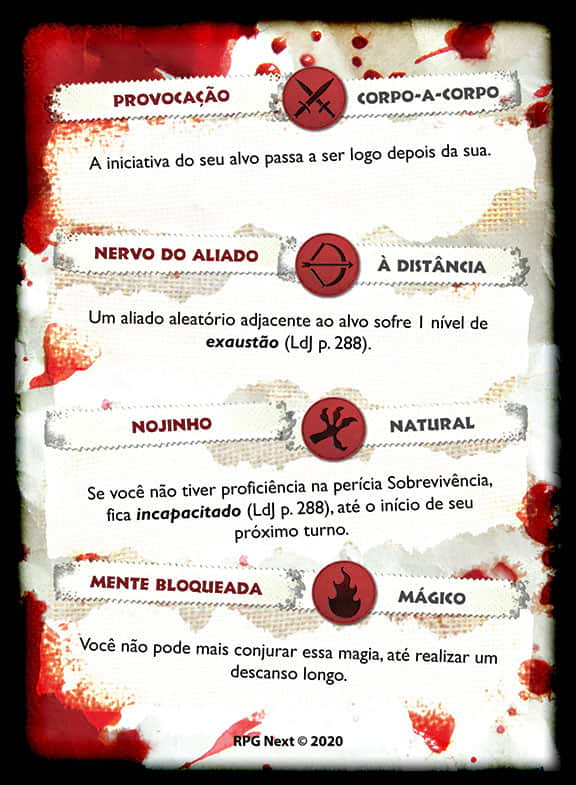 PROVOCAÇÃO CORPO-A-CORPO
A iniciativa do seu alvo passa a ser logo depois da sua.
NERVO DO ALIADO À DISTÂNCIA
Um aliado aleatório adjacente ao alvo sofre 1 nível de
exaustão (LdJ p. 288).
NOJINHO NATURAL
Se você não tiver proficiência na perícia Sobrevivência,
fica incapacitado (LdJ p. 288), até o início de seu
próximo turno.
MENTE BLOQUEADA MÁGICO
Você não pode mais conjurar essa magia, até realizar um
descanso longo.
RPG Next © 2020